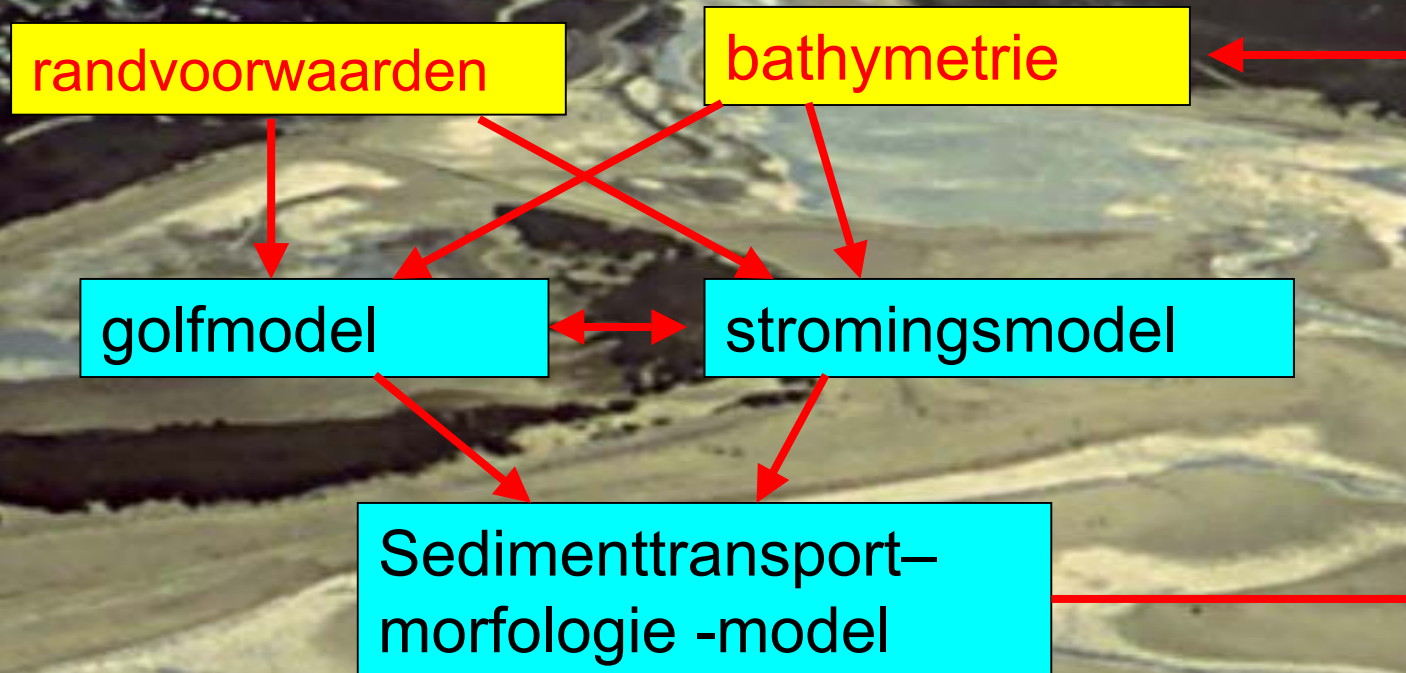 randvoorwaarden
bathymetrie
golfmodel
stromingsmodel
Sedimenttransport–
morfologie -model